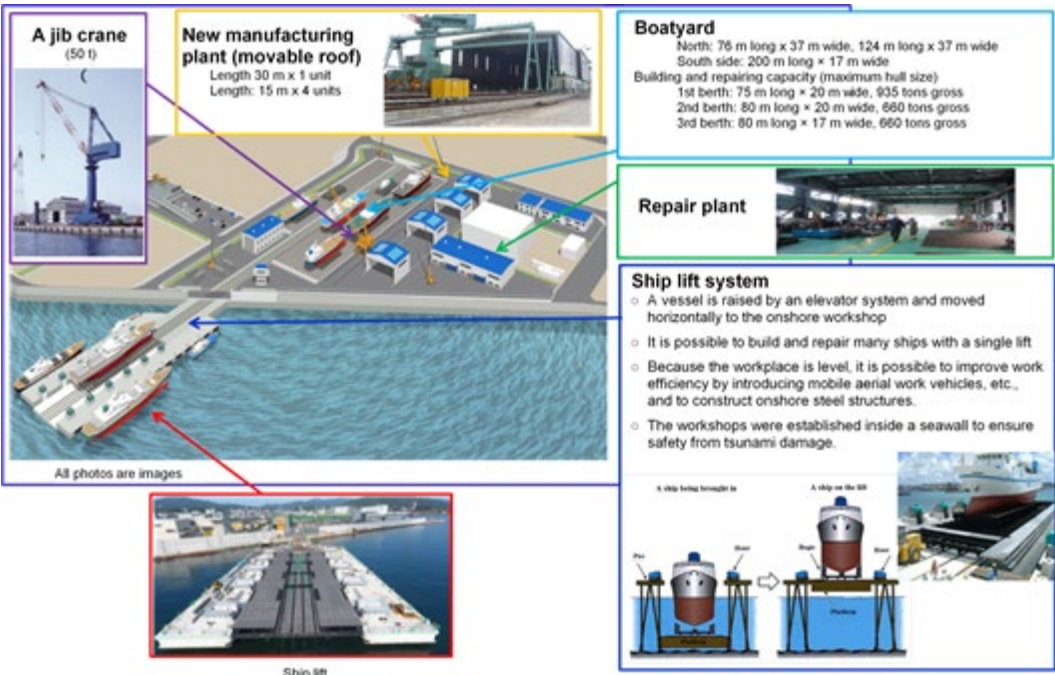 A jib crane
(50 t)
New manufacturing
plant (movable roof)
Length 30 m x 1 unit
Length: 15 m x 4 units
Boatyard
North: 76 m long x 37 m wide, 124 m long x 37 m wide
South side: 200 m long × 17 m wide
Building and repairing capacity (maximum hull size)
1st berth: 75 m long × 20 m wide, 935 tons gross
2nd berth: 80 m long × 20 m wide, 660 tons gross
3rd berth: 80 m long × 17 m wide, 660 tons gross
Repair plant
Ship lift system
○ A vessel is raised by an elevator system and moved
horizontally to the onshore workshop
○ It is possible to build and repair many ships with a single lift
○ Because the workplace is level, it is possible to improve work
efficiency by introducing mobile aerial work vehicles, etc.,
and to construct onshore steel structures.
○ The workshops were established inside a seawall to ensure
safety from tsunami damage.
All photos are images
A ship being brought in
A ship on the lift
Pier
Hoist
Bogie
Hoist
Platform
Platform
Ship lift